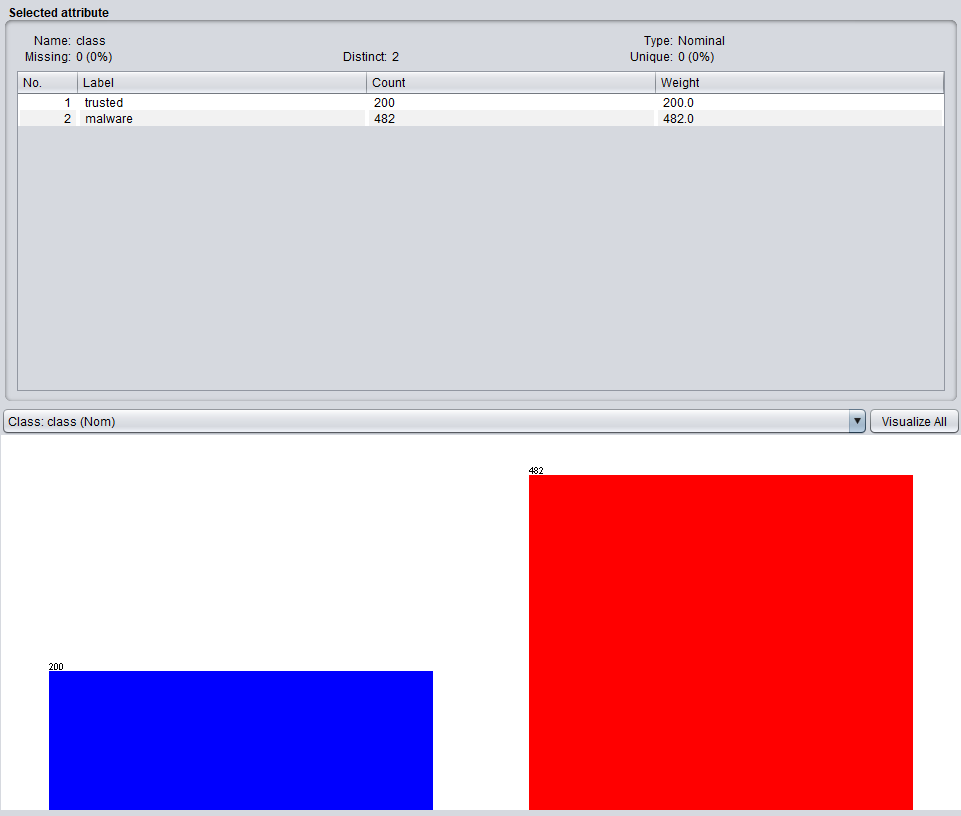 Selected attribute
Name: class Type: Nominal
Missing: 0 (0%) Distinct: 2 Unique: 0 (0%)
No. Label Count Weight
1 trusted 200 200.0
2 malware 482 482.0
Class: class (Nom) Visualize All
482
200